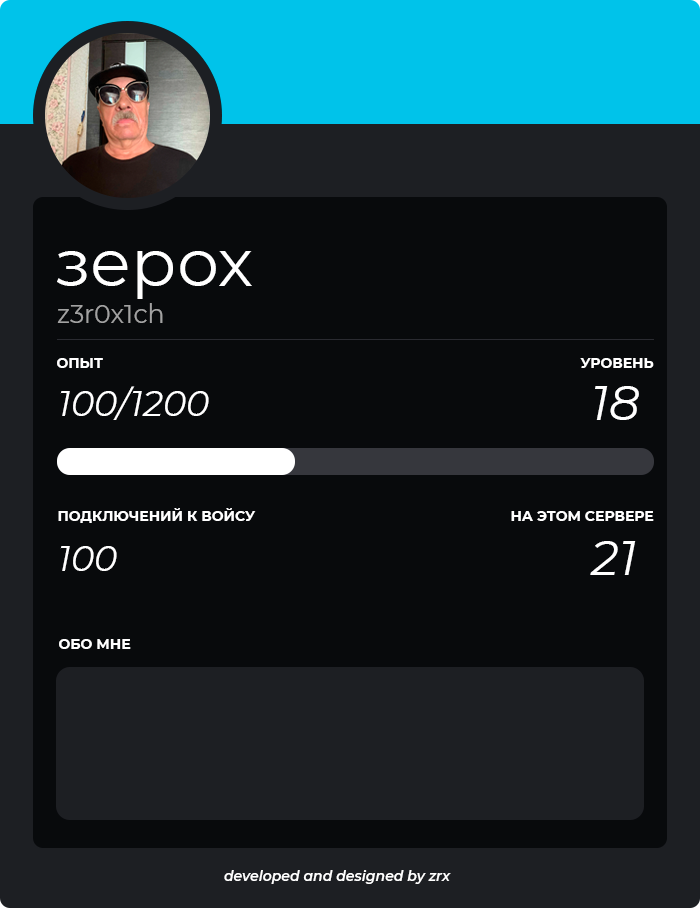 зерох
z3r0x1ch
ОПЫТ
УРОВЕНЬ
100/1200
18
ПОДКЛЮЧЕНИЙ К ВОЙСУ
НА ЭТОМ СЕРВЕРЕ
100
21
ОБО МНЕ
developed and designed by zrx